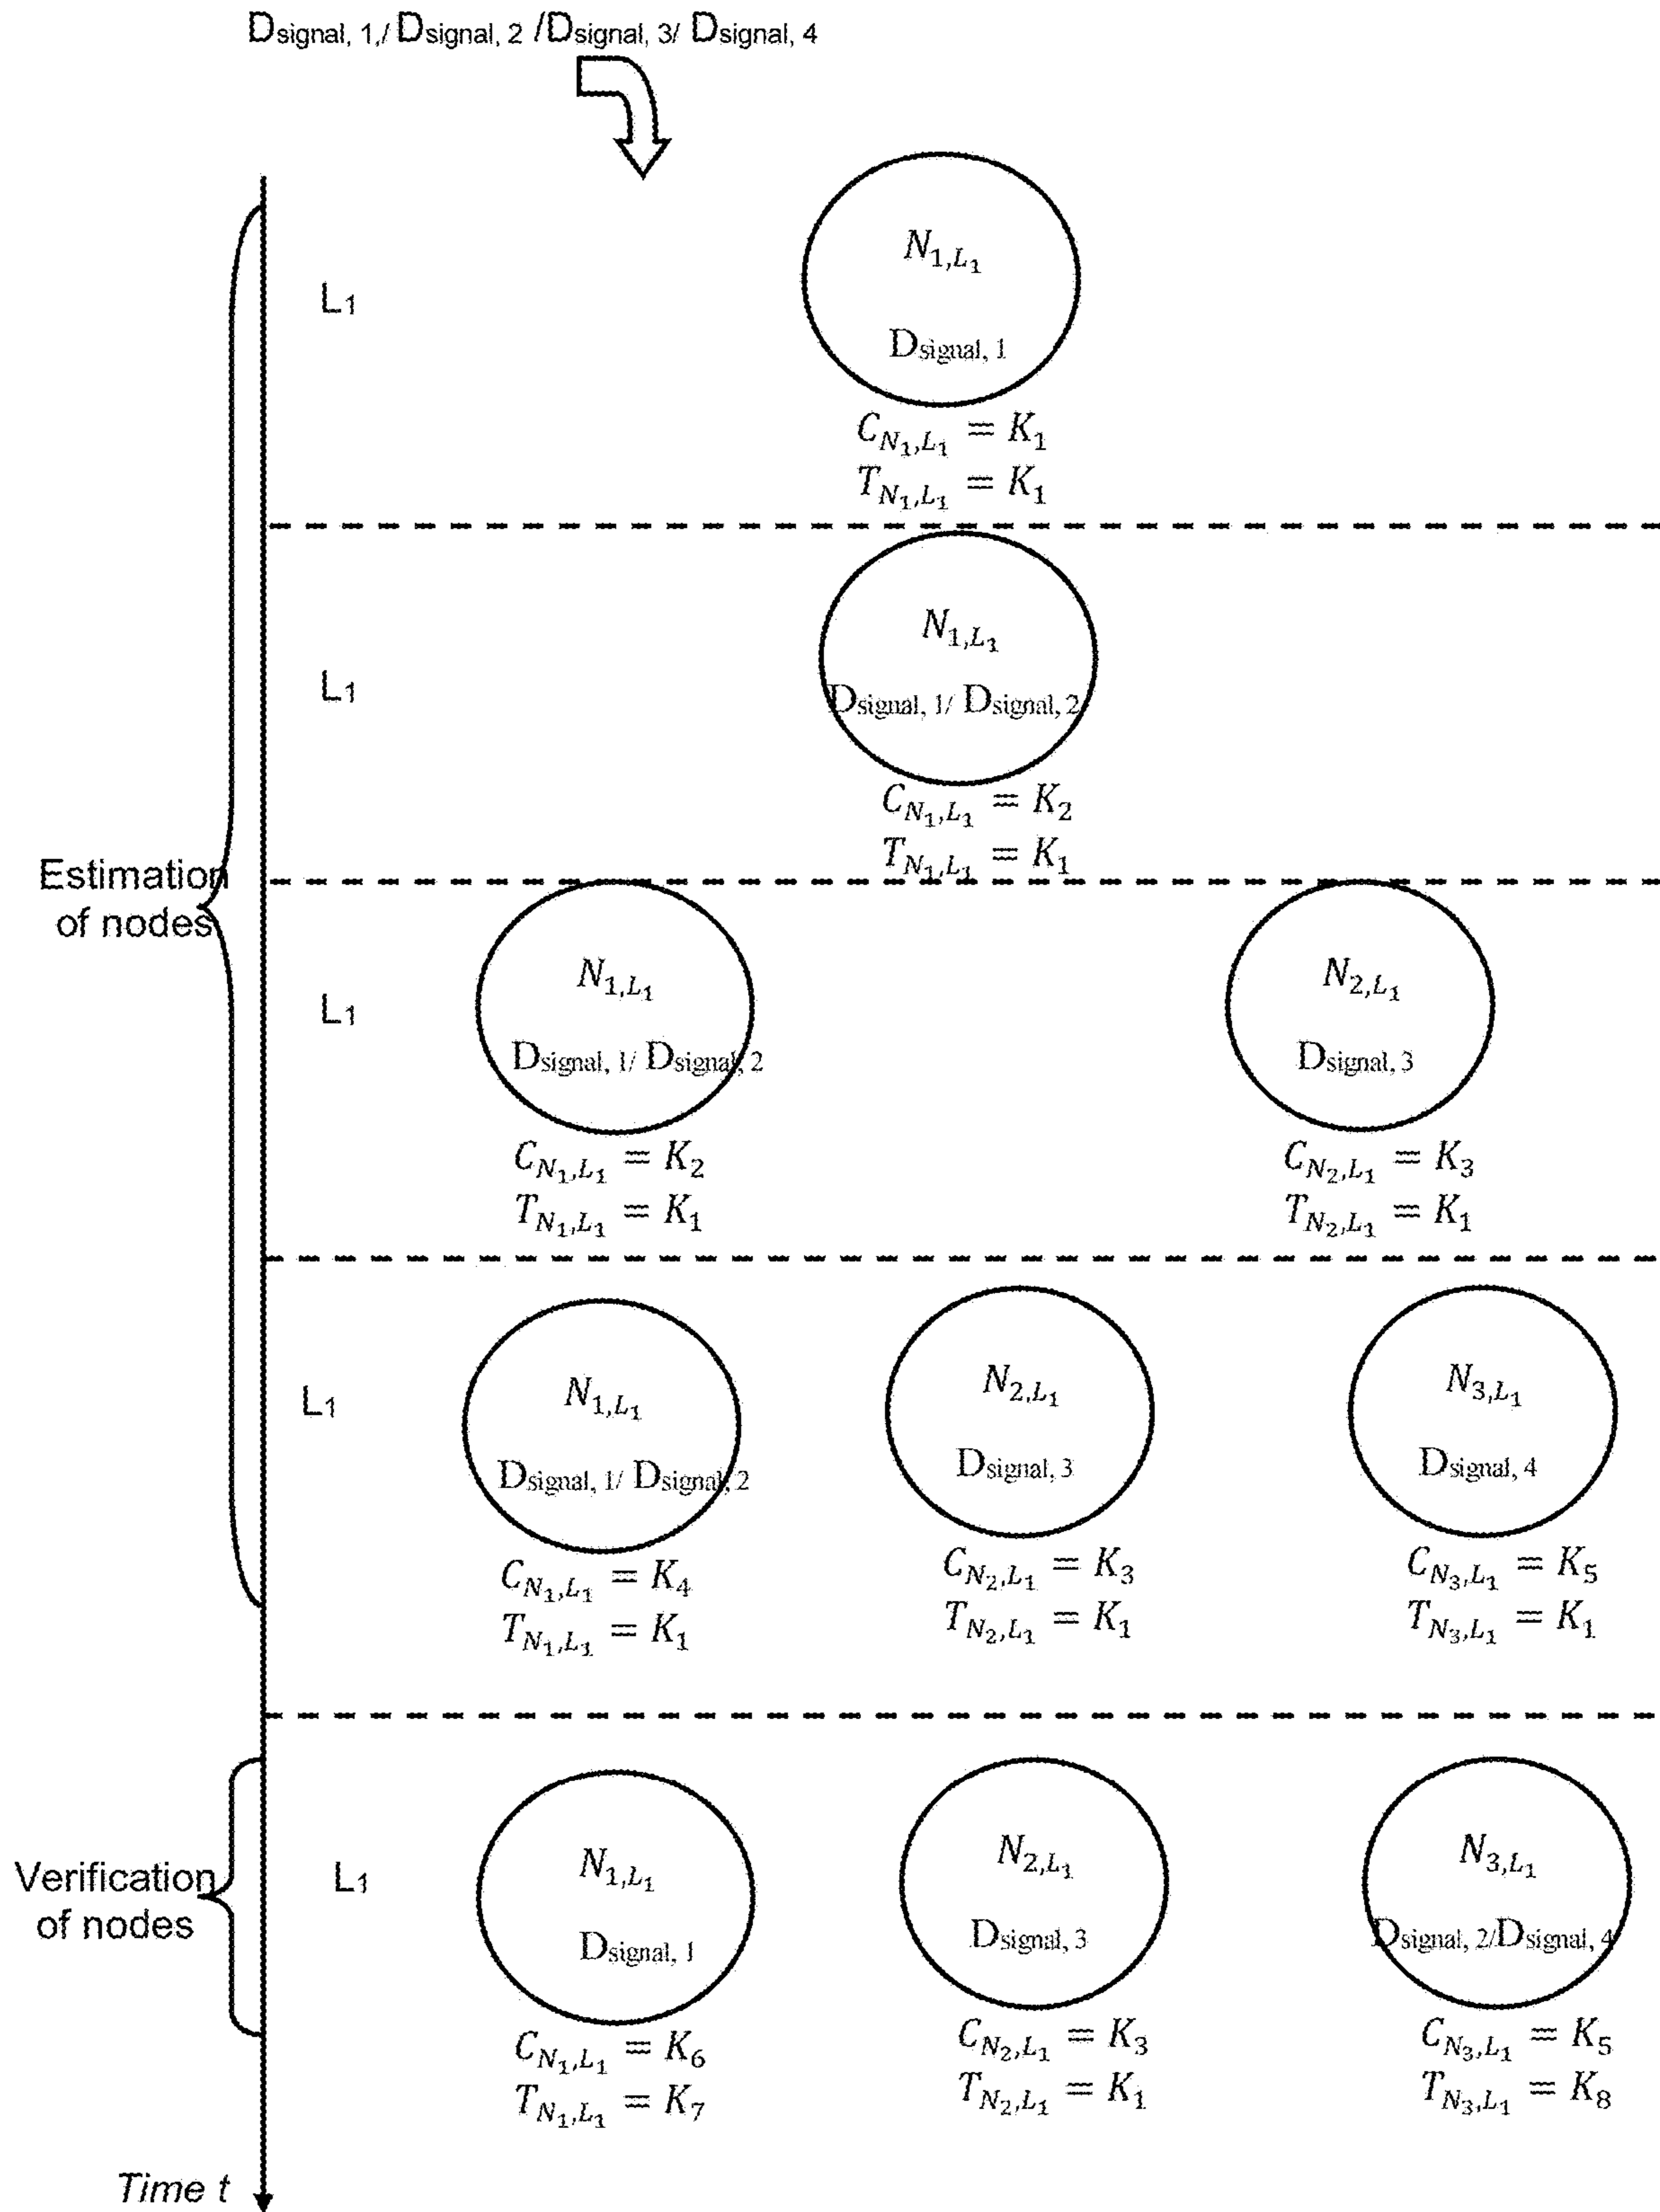 Dsignal, 1,/ Dsignal, 2 /Dsignal, 3/ Dsignal, 4
L1
N1,L1
Dsignal, 1
CN1,L1 = K1
TN1,L1 = K1
L1
N1,L1
Dsignal, 1/ Dsignal, 2
CN1,L1 = K2
TN1,L1 = K1
Estimation
of nodes
L1
N1,L1
Dsignal, 1/ Dsignal, 2
CN1,L1 = K2
TN1,L1 = K1
N2,L1
Dsignal, 3
CN2,L1 = K3
TN2,L1 = K1
L1
N1,L1
Dsignal, 1/ Dsignal, 2
CN1,L1 = K4
TN1,L1 = K1
N2,L1
Dsignal, 3
CN2,L1 = K3
TN2,L1 = K1
N3,L1
Dsignal, 4
CN3,L1 = K5
TN3,L1 = K1
Verification
of nodes
L1
N1,L1
Dsignal, 1
CN1,L1 = K6
TN1,L1 = K7
N2,L1
Dsignal, 3
CN2,L1 = K3
TN2,L1 = K1
N3,L1
Dsignal, 2/Dsignal, 4
CN3,L1 = K5
TN3,L1 = K8
Time t